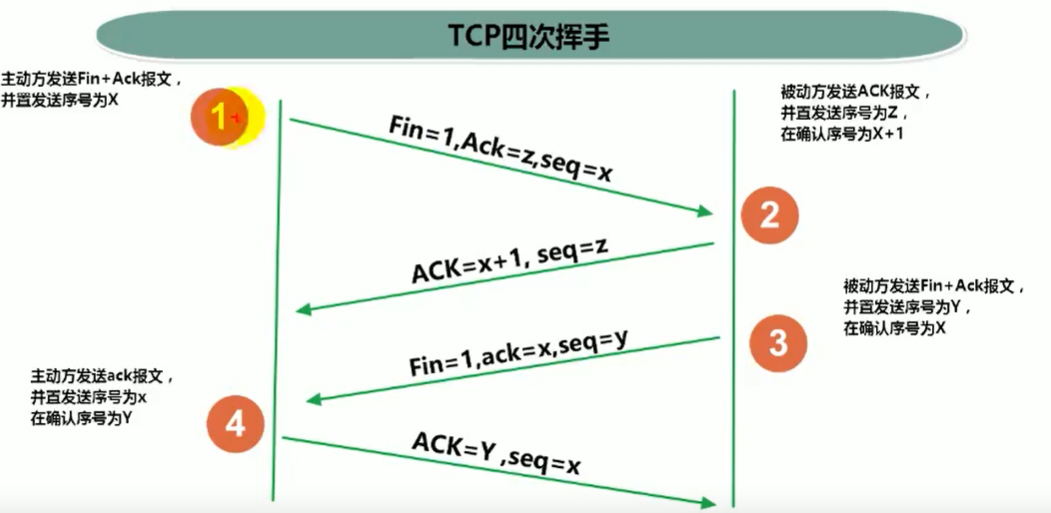 TCP四次挥手
主动方发送Fin+Ack报文，
并置发送序号为X
1
Fin=1,Ack=z,seq=x
被动方发送ACK报文，
并置发送序号为Z，
在确认序号为X+1
2
ACK=x+1, seq=z
被动方发送Fin+Ack报文，
并置发送序号为Y，
在确认序号为X
3
Fin=1,ack=x,seq=y
主动方发送ack报文，
并置发送序号为x
在确认序号为Y
4
ACK=Y ,seq=x